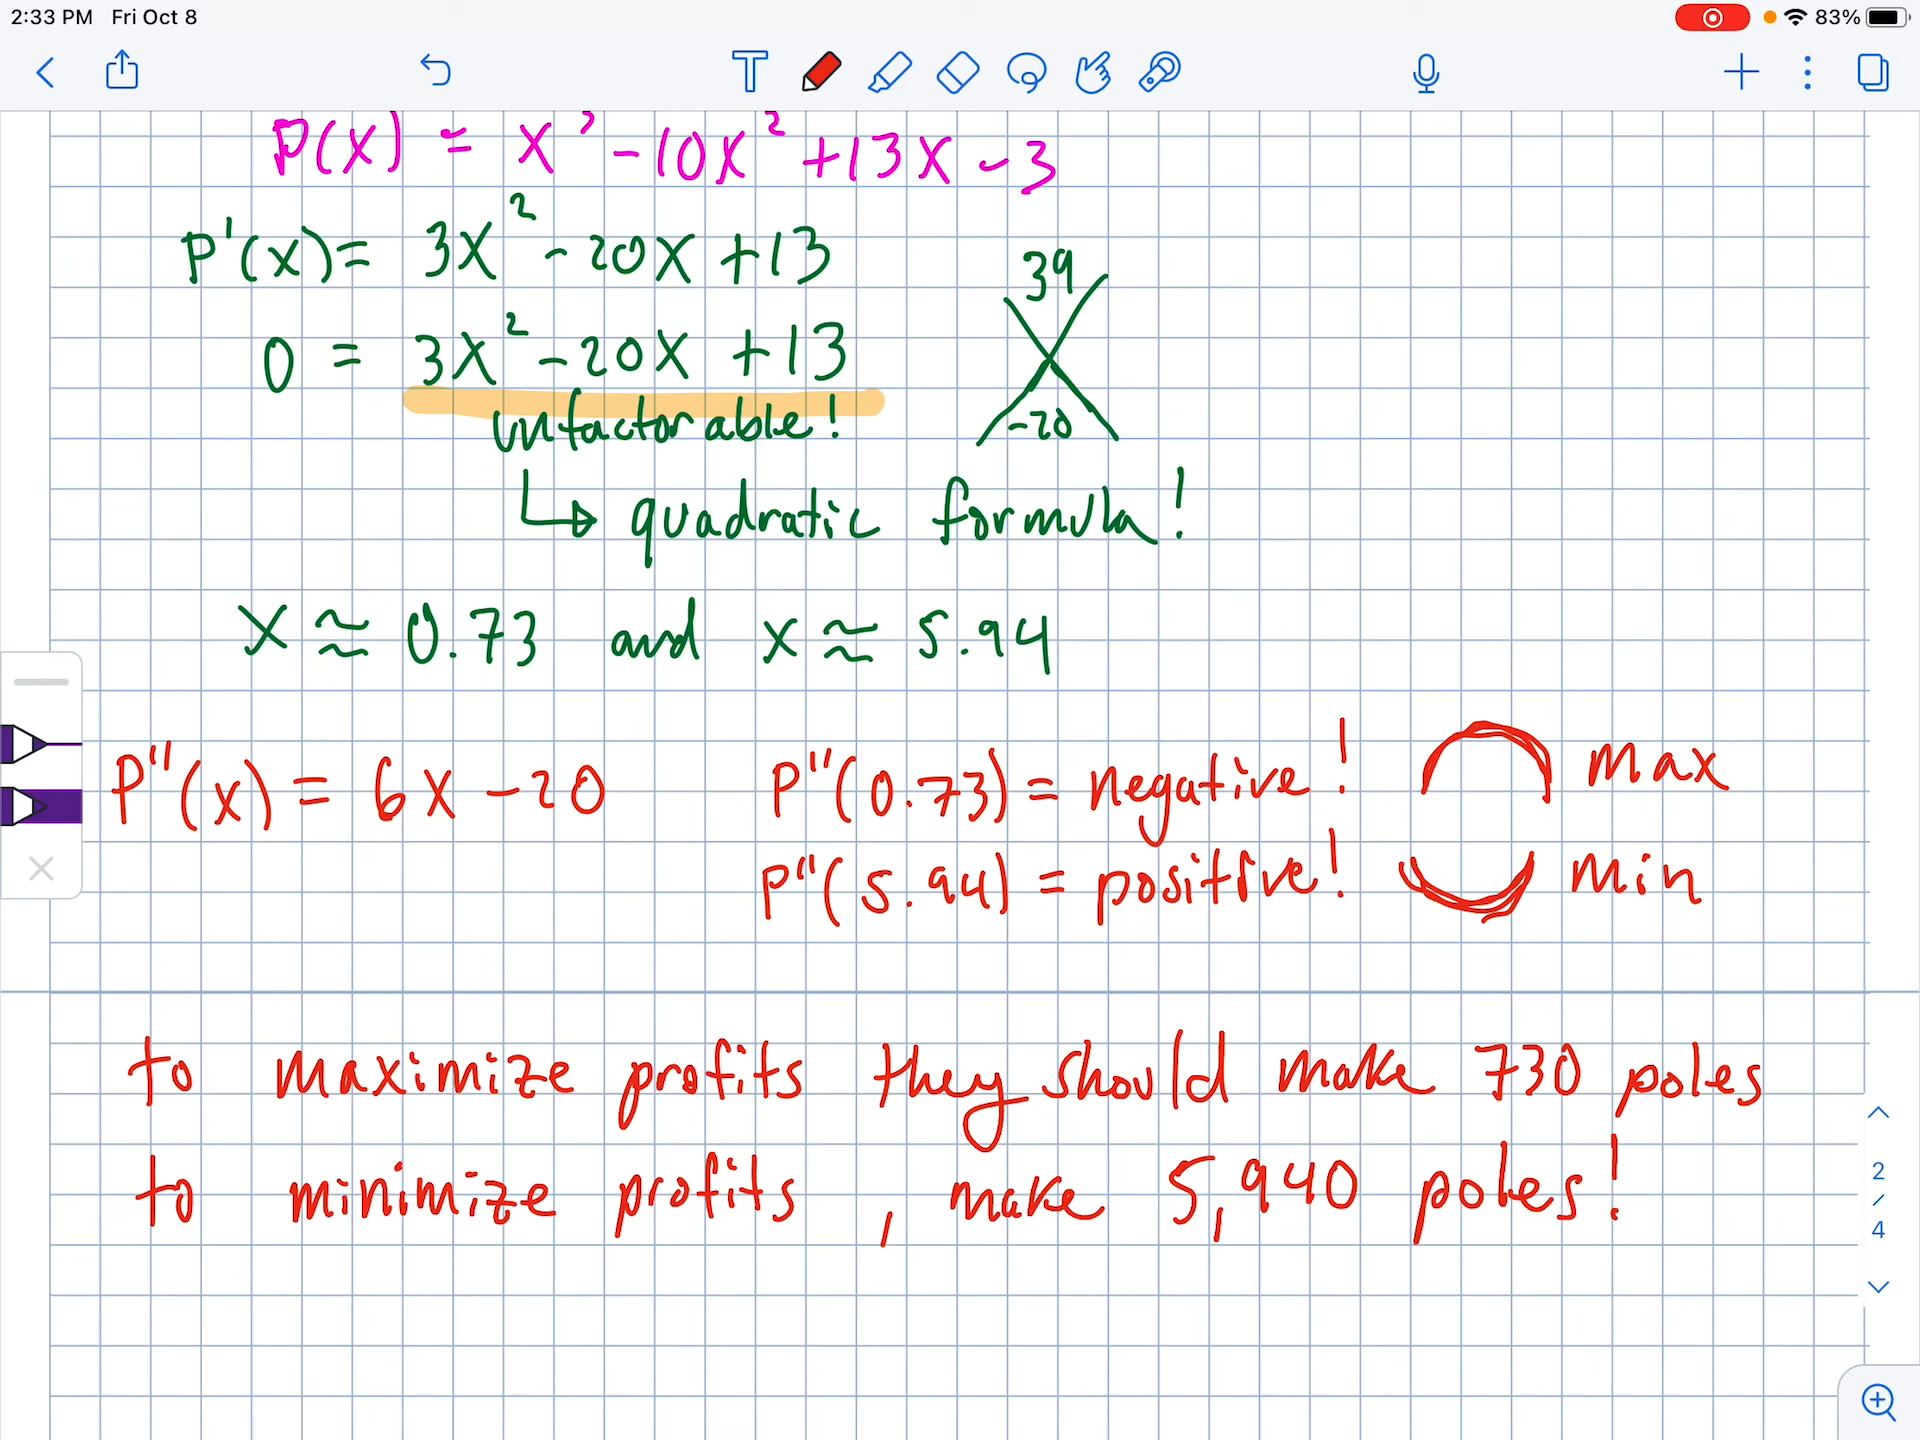 2:33 PM Fri Oct 8 83%
T
P(x) = x³ - 10x² + 13x - 3
P'(x) = 3x² - 20x + 13
39
0 = 3x² - 20x + 13
-20
unfactorable!
↳ quadratic formula!
x ≈ 0.73 and x ≈ 5.94
P''(x) = 6x - 20 P''(0.73) = negative! max
P''(5.94) = positive! min
to maximize profits they should make 730 poles
to minimize profits, make 5,940 poles!
2
/
4